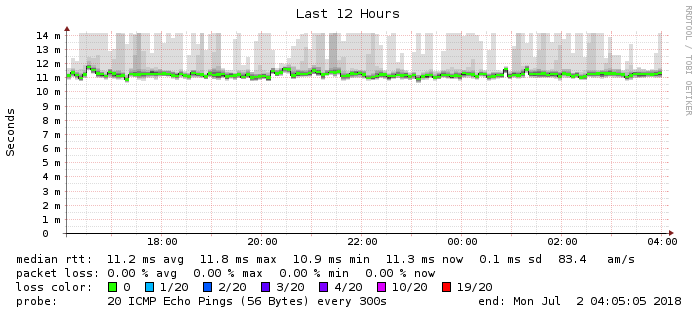 Last 12 Hours
RRDTOOL / TOBI OETIKER
Seconds
14 m
13 m
12 m
11 m
10 m
9 m
8 m
7 m
6 m
5 m
4 m
3 m
2 m
1 m
0
18:00 20:00 22:00 00:00 02:00 04:00
median rtt: 11.2 ms avg 11.8 ms max 10.9 ms min 11.3 ms now 0.1 ms sd 83.4 am/s
packet loss: 0.00 % avg 0.00 % max 0.00 % min 0.00 % now
loss color: 0 1/20 2/20 3/20 4/20 10/20 19/20
probe: 20 ICMP Echo Pings (56 Bytes) every 300s end: Mon Jul 2 04:05:05 2018